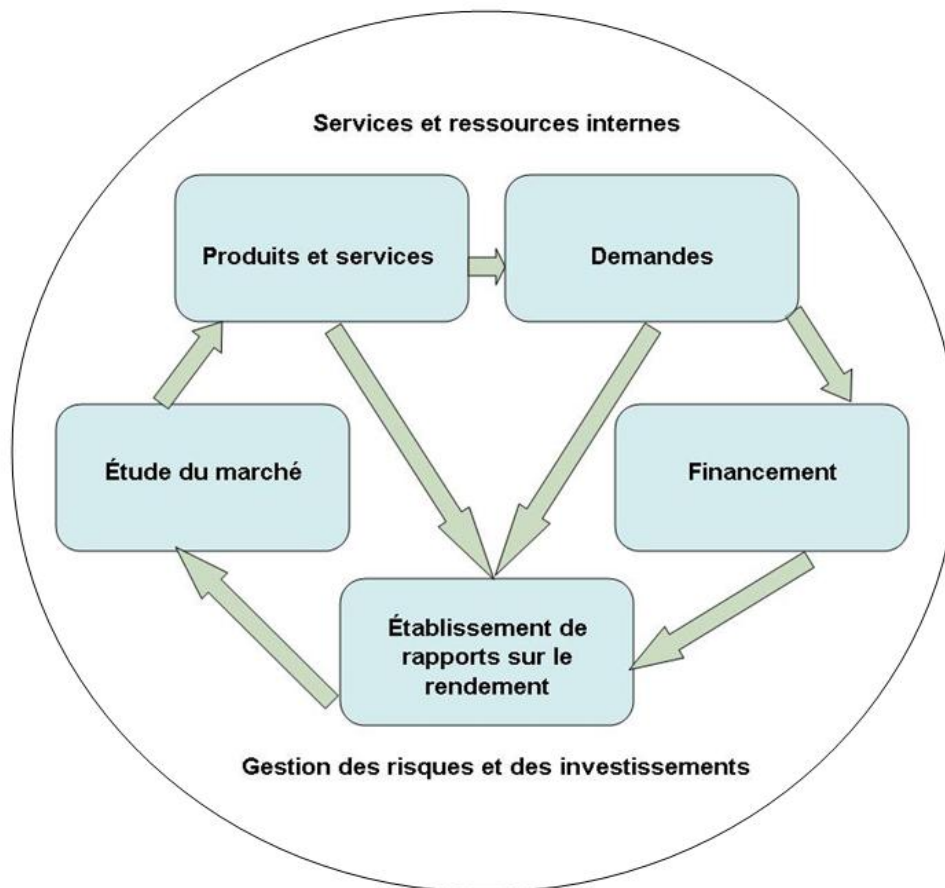 Services et ressources internes
Produits et services
Demandes
Étude du marché
Financement
Établissement de
rapports sur le
rendement
Gestion des risques et des investissements